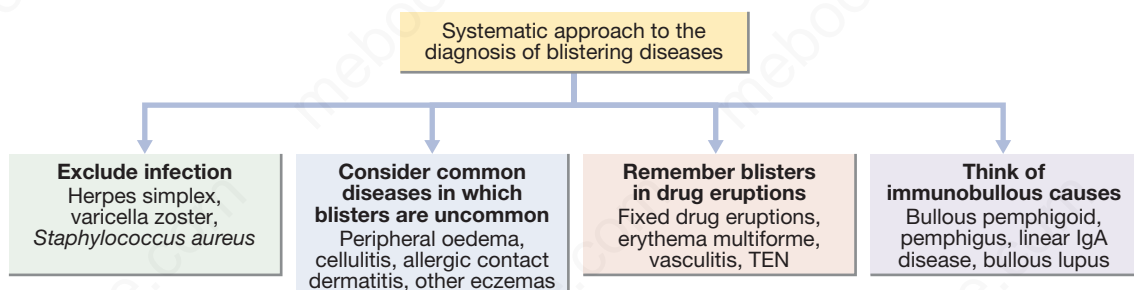 Systematic approach to the
diagnosis of blistering diseases
Exclude infection
Herpes simplex,
varicella zoster,
Staphylococcus aureus
Consider common
diseases in which
blisters are uncommon
Peripheral oedema,
cellulitis, allergic contact
dermatitis, other eczemas
Remember blisters
in drug eruptions
Fixed drug eruptions,
erythema multiforme,
vasculitis, TEN
Think of
immunobullous causes
Bullous pemphigoid,
pemphigus, linear IgA
disease, bullous lupus